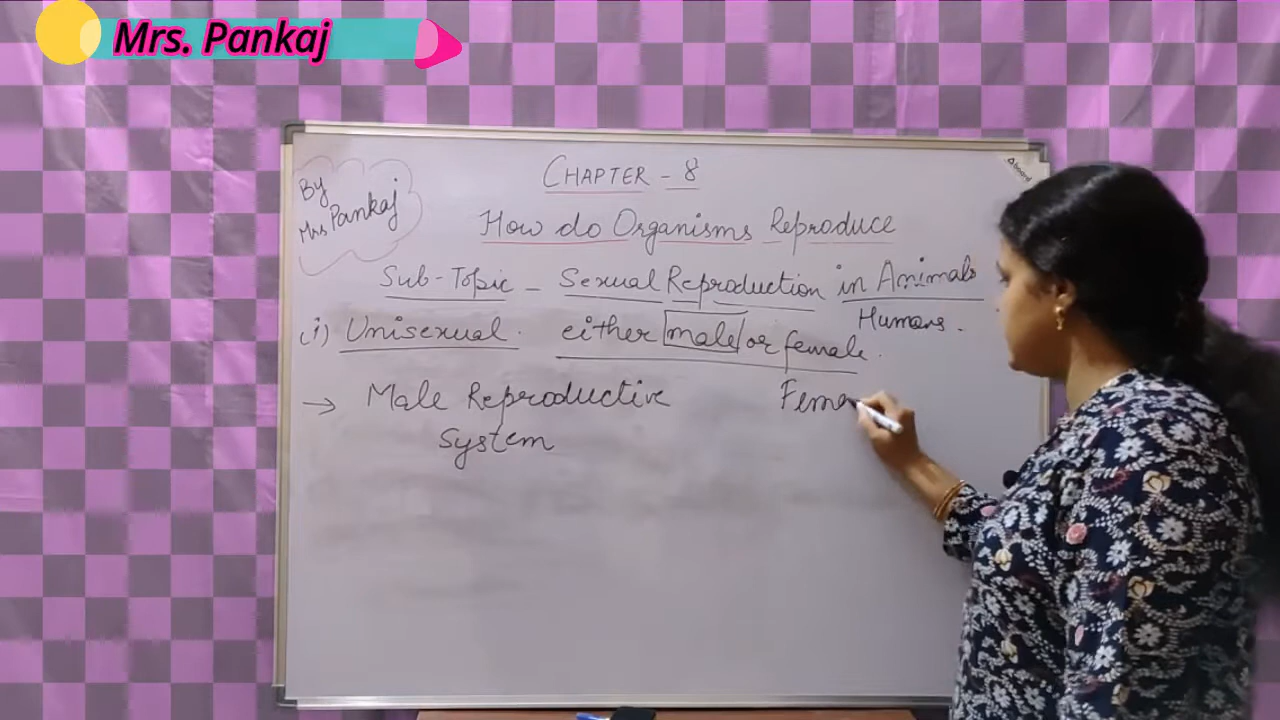 Mrs. Pankaj
By
Mrs Pankaj
Aboard
CHAPTER - 8
How do Organisms Reproduce
Sub-Topic - Sexual Reproduction in Animals
Humans.
(i) Unisexual. either male/or female.
→ Male Reproductive Fema
System